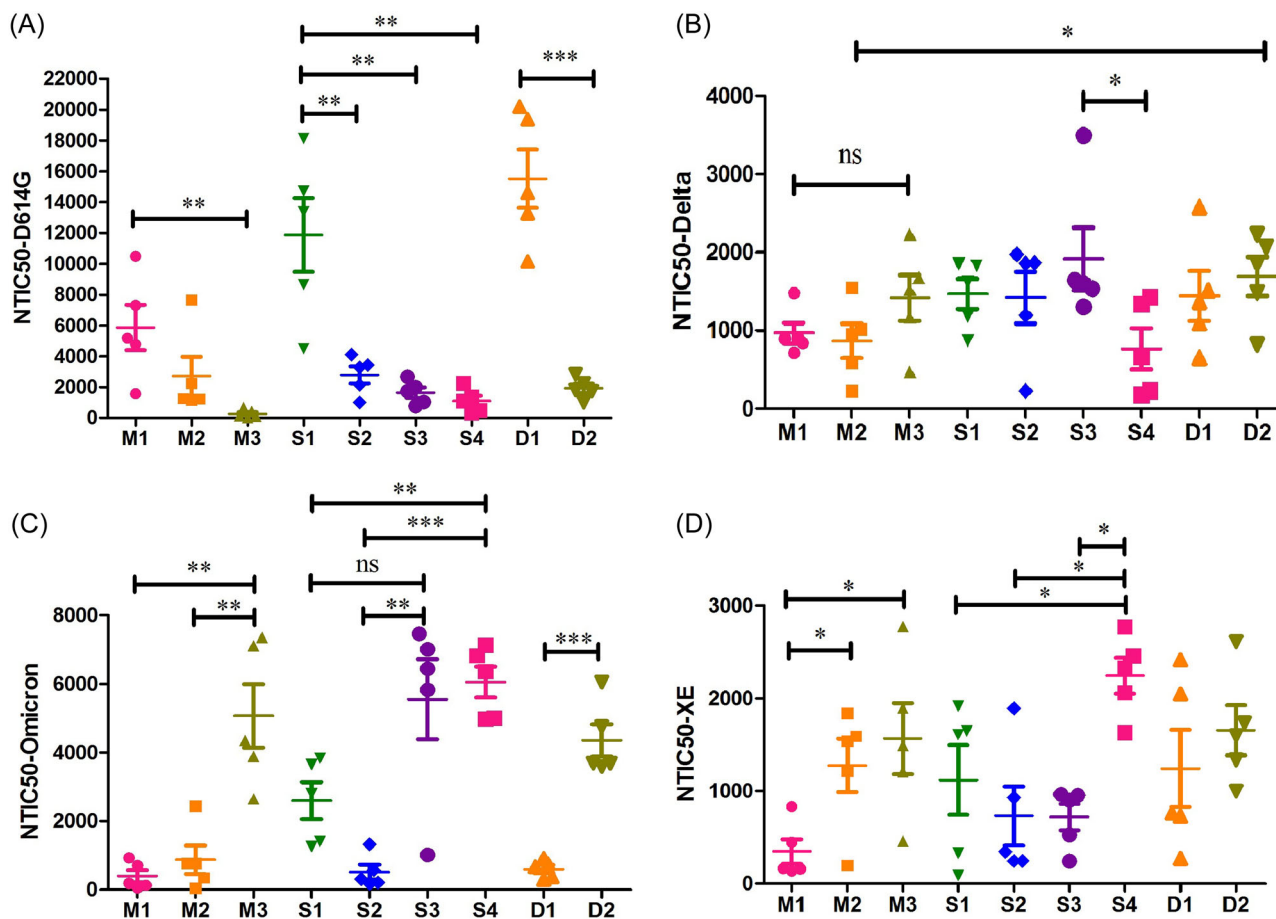 (A)
**
**
**
***
**
NTIC50-D614G
22000
20000
18000
16000
14000
12000
10000
8000
6000
4000
2000
0
M1 M2 M3 S1 S2 S3 S4 D1 D2
(B)
*
*
ns
NTIC50-Delta
4000
3000
2000
1000
0
M1 M2 M3 S1 S2 S3 S4 D1 D2
(C)
**
***
** ns
** **
***
NTIC50-Omicron
8000
6000
4000
2000
0
M1 M2 M3 S1 S2 S3 S4 D1 D2
(D)
*
*
* *
*
NTIC50-XE
3000
2000
1000
0
M1 M2 M3 S1 S2 S3 S4 D1 D2